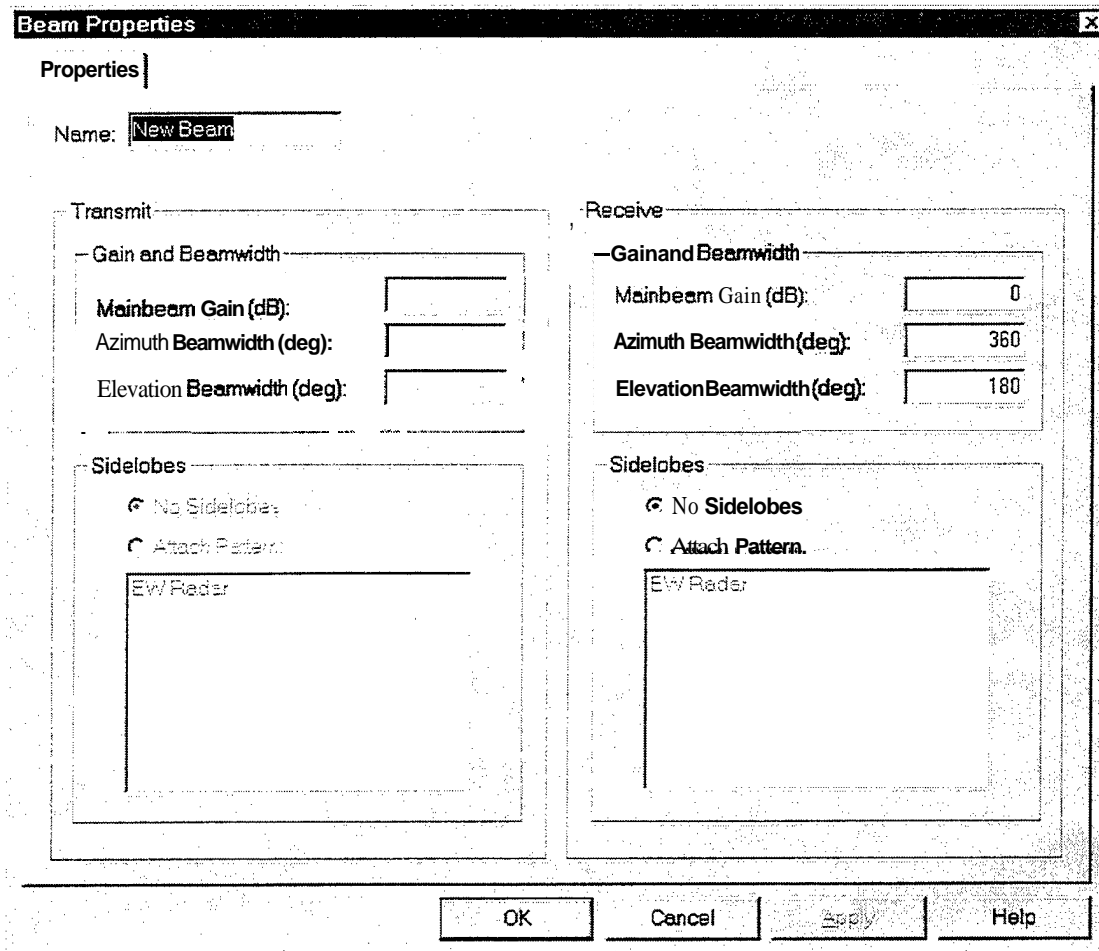 Beam Properties
Properties
Name: New Beam
Transmit
Gain and Beamwidth
Mainbeam Gain (dB):
Azimuth Beamwidth (deg):
Elevation Beamwidth (deg):
Sidelobes
No Sidelobes
Attach Pattern:
EW Radar
Receive
Gain and Beamwidth
Mainbeam Gain (dB): 0
Azimuth Beamwidth (deg): 360
Elevation Beamwidth (deg): 180
Sidelobes
No Sidelobes
Attach Pattern.
EW Radar
OK Cancel Apply Help